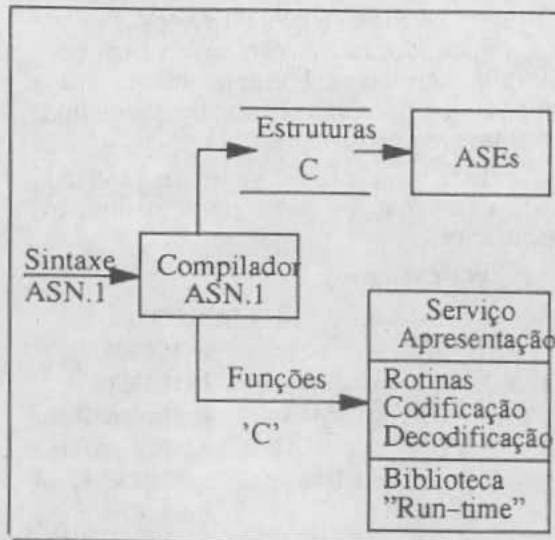 Estruturas
C
ASEs
Sintaxe
ASN.1
Compilador
ASN.1
Serviço
Apresentação
Funções
'C'
Rotinas
Codificação
Decodificação
Biblioteca
"Run-time"